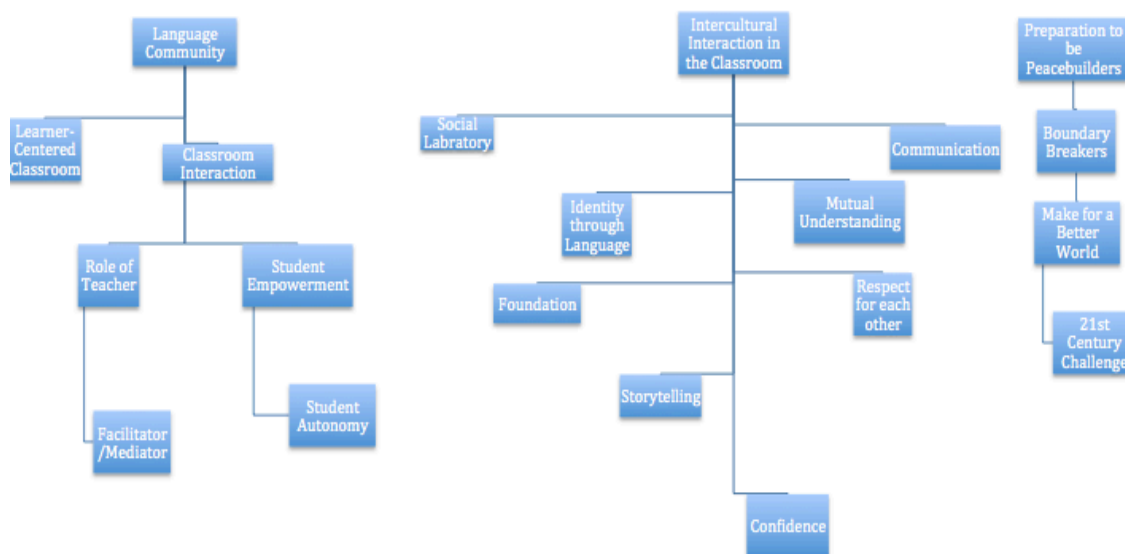 Language
Community
Learner-
Centered
Classroom
Classroom
Interaction
Role of
Teacher
Student
Empowerment
Facilitator
/Mediator
Student
Autonomy
Intercultural
Interaction in
the Classroom
Social
Labratory
Communication
Identity
through
Language
Mutual
Understanding
Foundation
Respect
for each
other
Storytelling
Confidence
Preparation to
be
Peacebuilders
Boundary
Breakers
Make for a
Better
World
21st
Century
Challenge